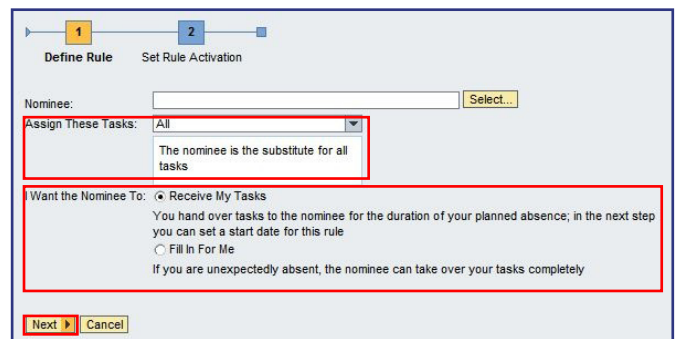 1 2
Define Rule Set Rule Activation
Nominee: Select...
Assign These Tasks: All
The nominee is the substitute for all
tasks
I Want the Nominee To: Receive My Tasks
You hand over tasks to the nominee for the duration of your planned absence; in the next step
you can set a start date for this rule
Fill In For Me
If you are unexpectedly absent, the nominee can take over your tasks completely
Next Cancel